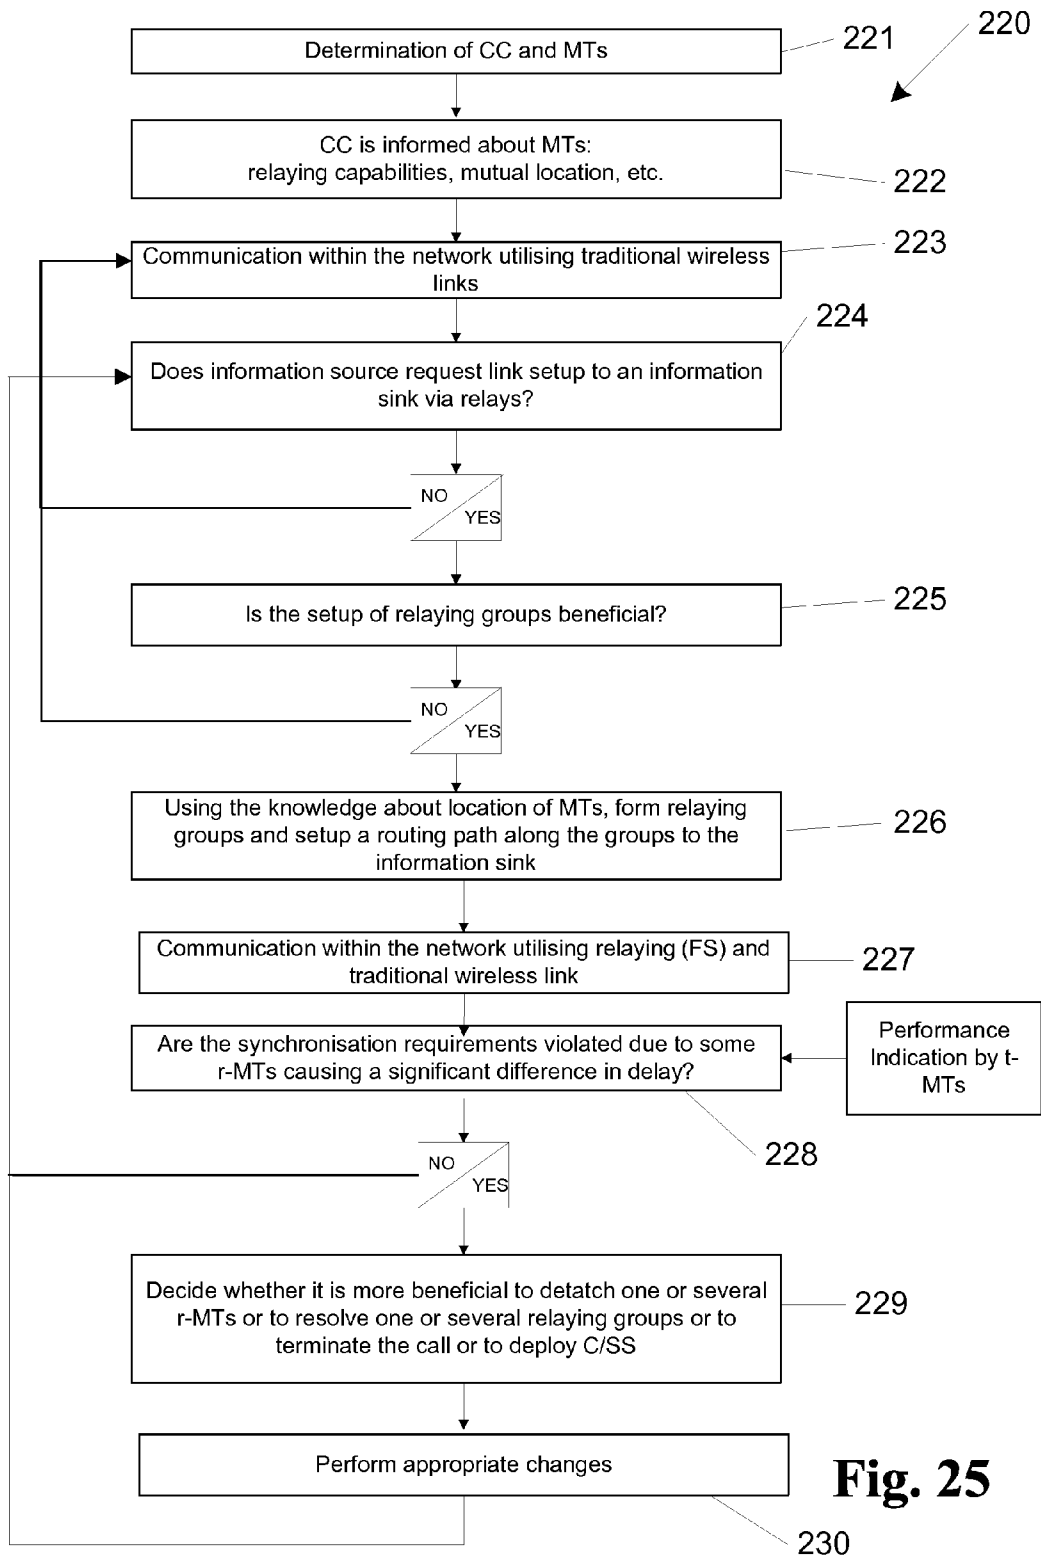 220
Determination of CC and MTs
221
CC is informed about MTs:
relaying capabilities, mutual location, etc.
222
Communication within the network utilising traditional wireless
links
223
224
Does information source request link setup to an information
sink via relays?
NO
YES
Is the setup of relaying groups beneficial?
225
NO
YES
Using the knowledge about location of MTs, form relaying
groups and setup a routing path along the groups to the
information sink
226
Communication within the network utilising relaying (FS) and
traditional wireless link
227
Are the synchronisation requirements violated due to some
r-MTs causing a significant difference in delay?
Performance
Indication by t-
MTs
228
NO
YES
Decide whether it is more beneficial to detatch one or several
r-MTs or to resolve one or several relaying groups or to
terminate the call or to deploy C/SS
229
Perform appropriate changes
Fig. 25
230